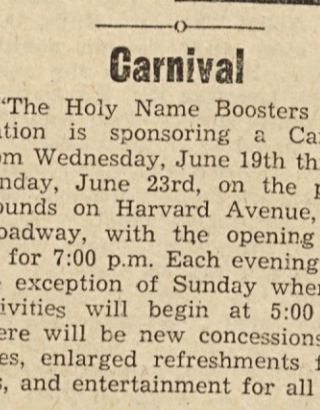 Carnival
"The Holy Name Boosters
ation is sponsoring a Ca
om Wednesday, June 19th th
nday, June 23rd, on the p
ounds on Harvard Avenue,
oadway, with the opening
for 7:00 p.m. Each evening
exception of Sunday whe
ivities will begin at 5:00
ere will be new concessions
es, enlarged refreshments f
s, and entertainment for all